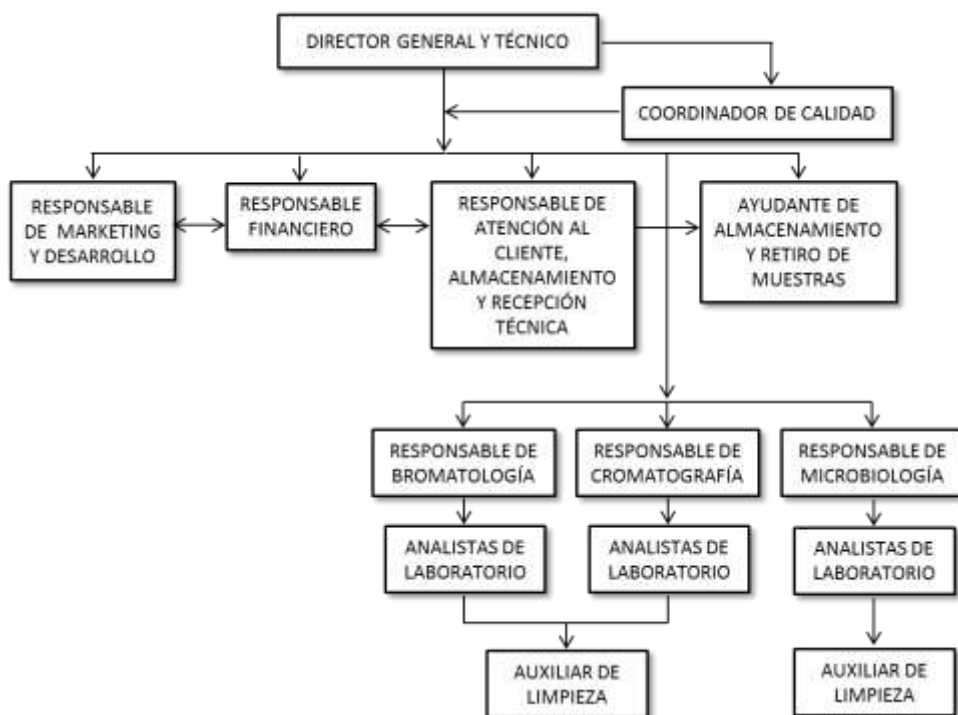 DIRECTOR GENERAL Y TÉCNICO
COORDINADOR DE CALIDAD
RESPONSABLE
DE MARKETING
Y DESARROLLO
RESPONSABLE
FINANCIERO
RESPONSABLE DE
ATENCIÓN AL
CLIENTE,
ALMACENAMIENTO
Y RECEPCIÓN
TÉCNICA
AYUDANTE DE
ALMACENAMIENTO
Y RETIRO DE
MUESTRAS
RESPONSABLE DE
BROMATOLOGÍA
RESPONSABLE DE
CROMATOGRAFÍA
RESPONSABLE DE
MICROBIOLOGÍA
ANALISTAS DE
LABORATORIO
ANALISTAS DE
LABORATORIO
ANALISTAS DE
LABORATORIO
AUXILIAR DE
LIMPIEZA
AUXILIAR DE
LIMPIEZA